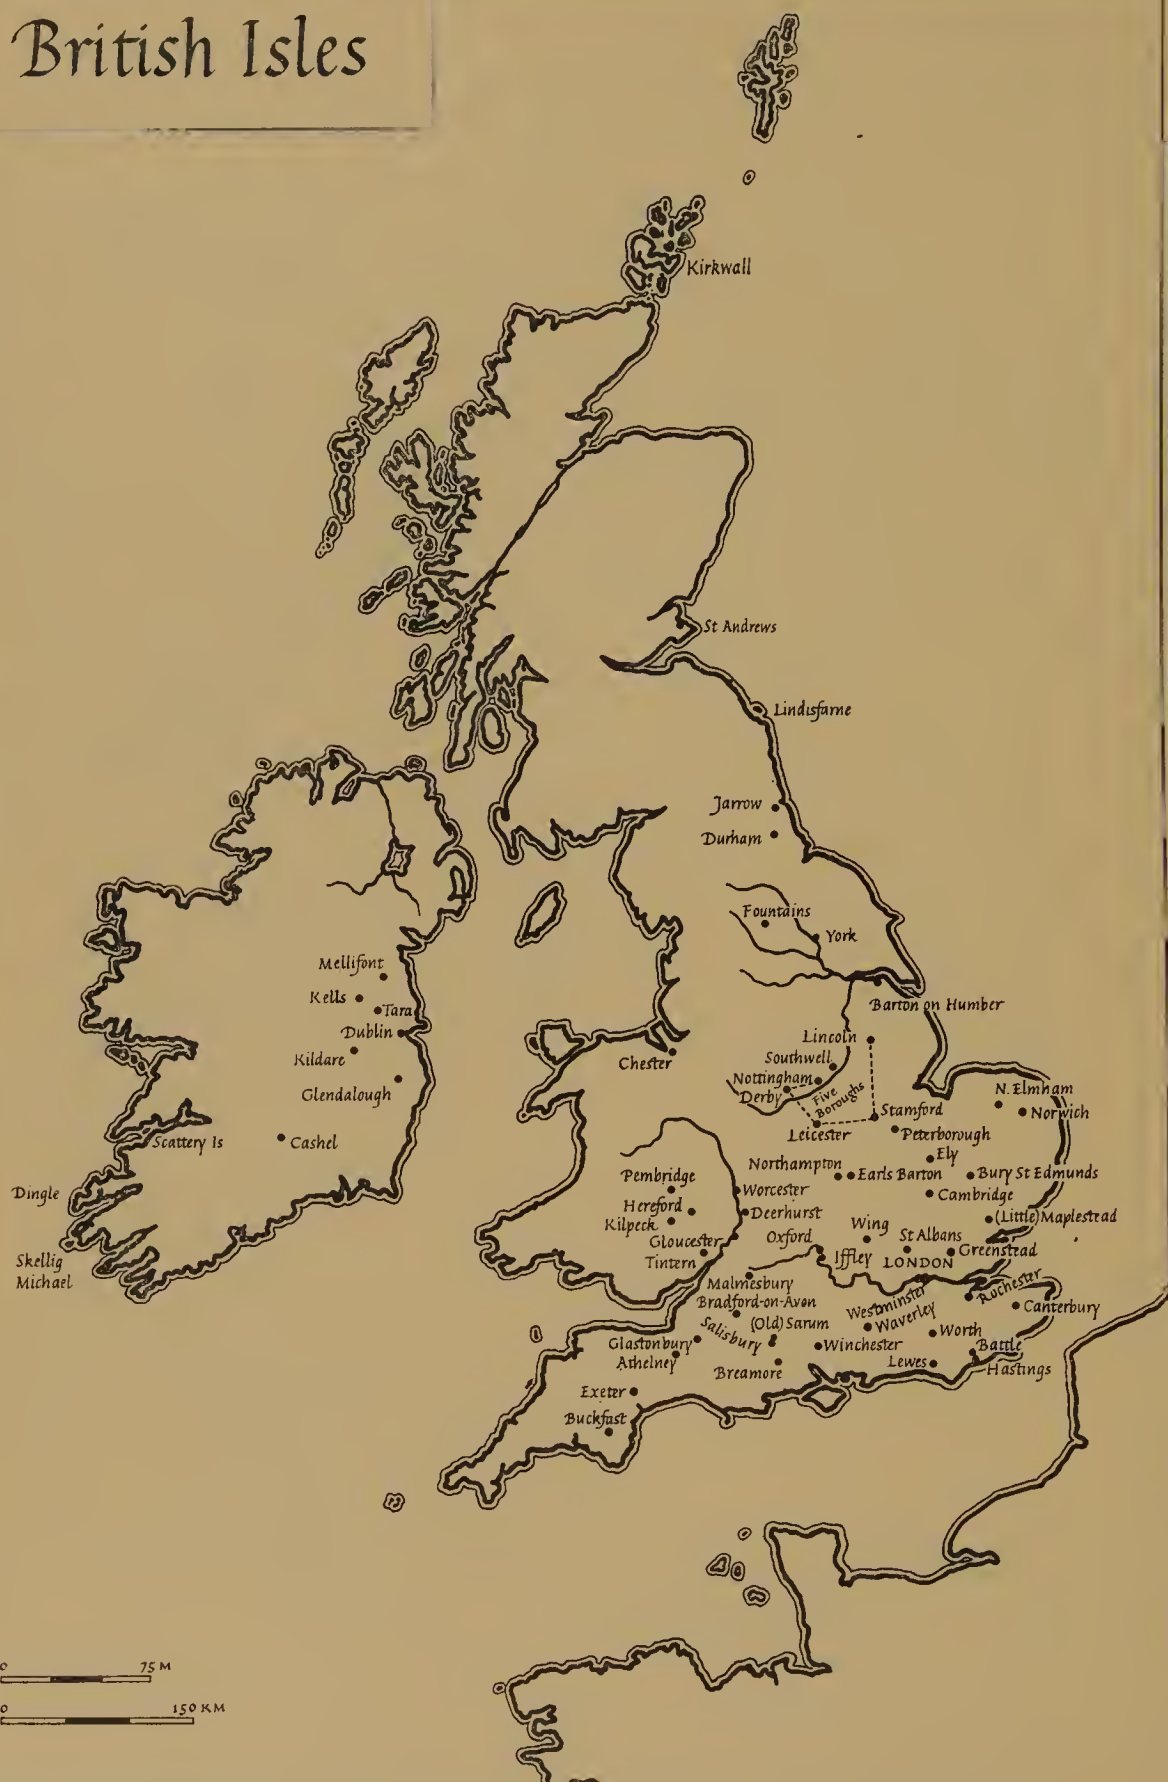 British Isles
Kirkwall
St Andrews
Lindisfarne
Jarrow
Durham
Fountains
York
Mellifont
Kells
Tara
Dublin
Kildare
Glendalough
Scattery Is
Cashel
Dingle
Skellig
Michael
Barton on Humber
Lincoln
Chester
Southwell
Nottingham
Derby
Five
Boroughs
Leicester
Stamford
N. Elmham
Norwich
Peterborough
Ely
Northampton
Earls Barton
Bury St Edmunds
Cambridge
Pembridge
Worcester
Hereford
Deerhurst
Kilpeck
(Little) Maplestead
Wing
Gloucester
Oxford
St Albans
Greenstead
Iffley
LONDON
Tintern
Malmesbury
Rochester
Bradford-on-Avon
Westminster
Waverley
Canterbury
(Old) Sarum
Salisbury
Glastonbury
Athelney
Winchester
Worth
Battle
Breamore
Lewes
Hastings
Exeter
Buckfast
0 75 M
0 150 KM